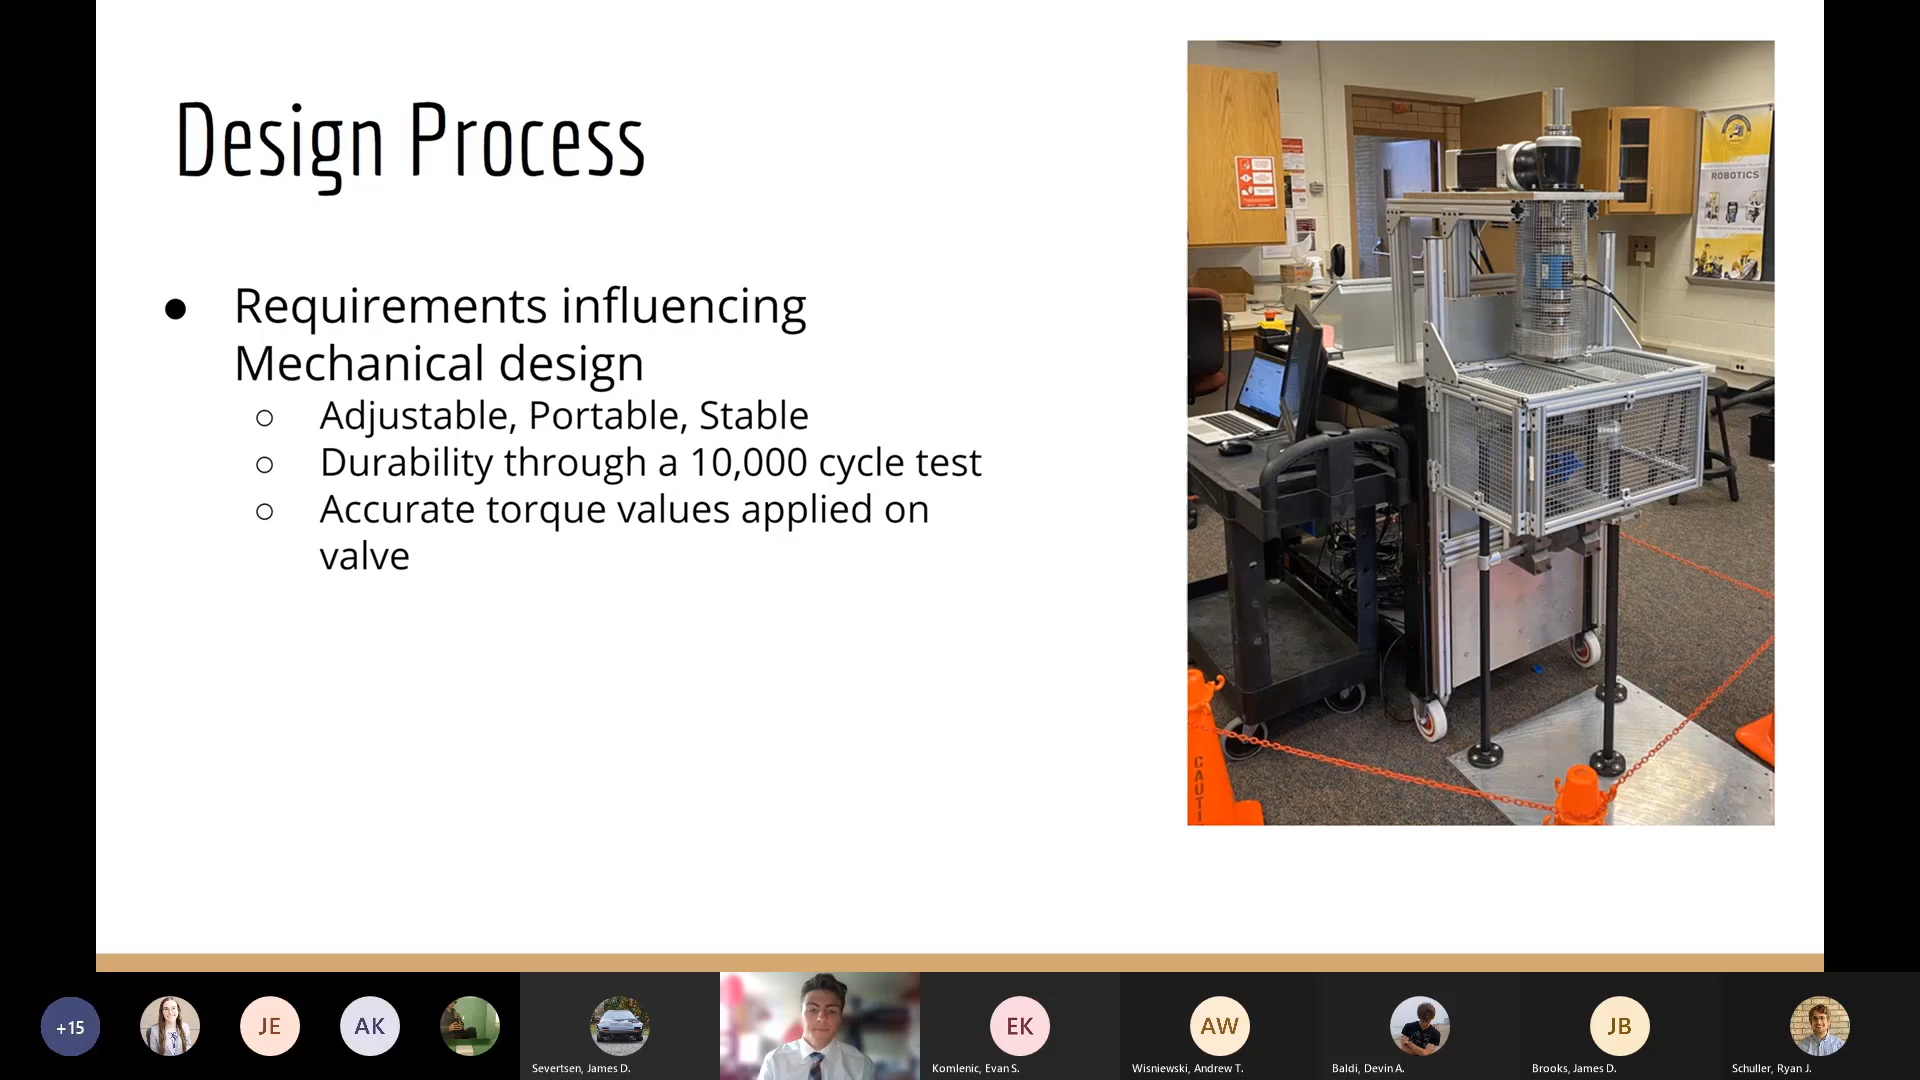 Design Process
● Requirements influencing
Mechanical design
○ Adjustable, Portable, Stable
○ Durability through a 10,000 cycle test
○ Accurate torque values applied on
valve
ROBOTICS
CAUTI
+15
JE
AK
EK
AW
JB
Severtsen, James D.
Komlenic, Evan S.
Wisniewski, Andrew T.
Baldi, Devin A.
Brooks, James D.
Schuller, Ryan J.